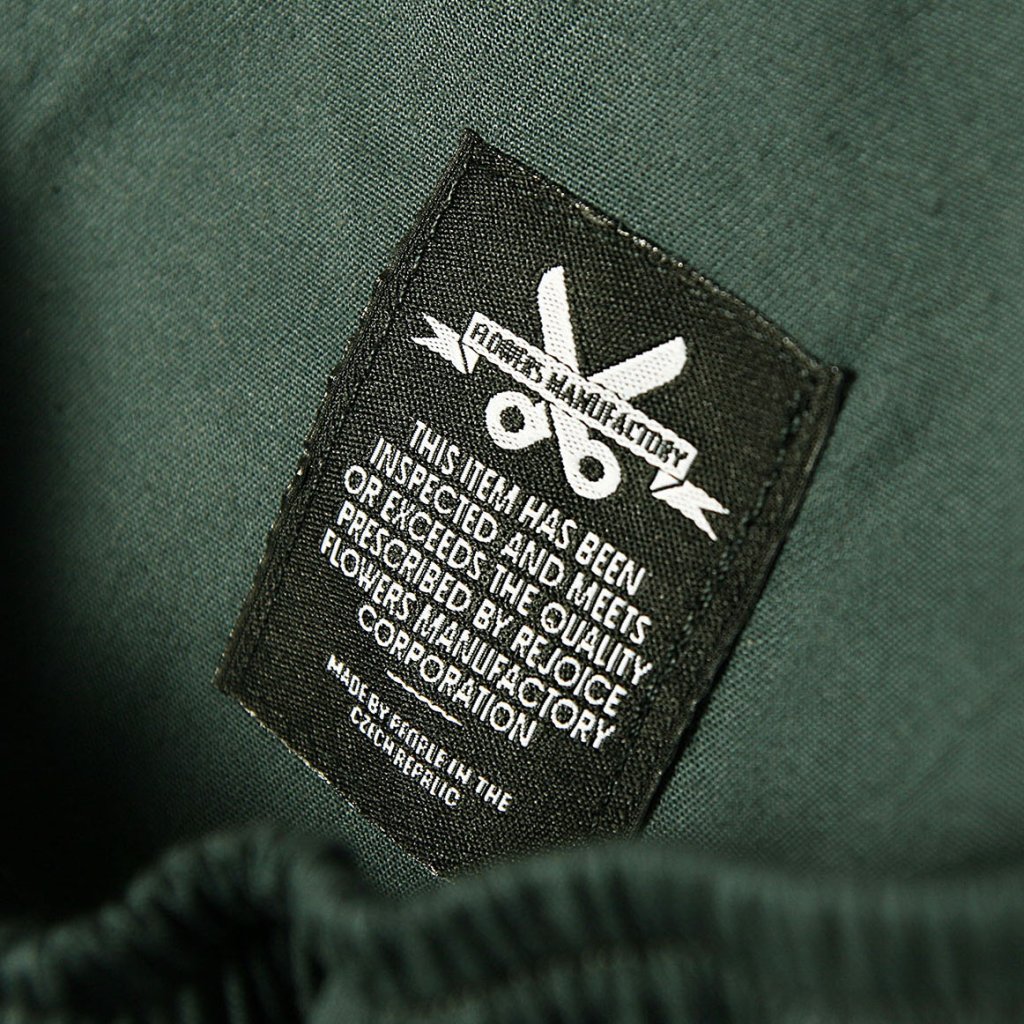 FLOWERS MANUFACTORY
THIS ITEM HAS BEEN
INSPECTED AND MEETS
OR EXCEEDS THE QUALITY
PRESCRIBED BY REJOICE
FLOWERS MANUFACTORY
CORPORATION
MADE BY PEOPLE IN THE
CZECH REPBLIC